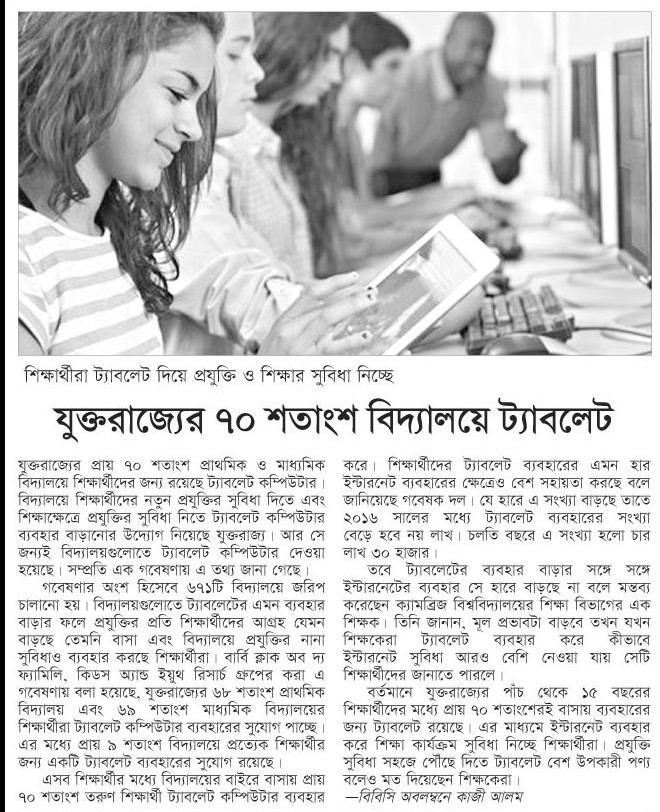 শিক্ষার্থীরা ট্যাবলেট দিয়ে প্রযুক্তি ও শিক্ষার সুবিধা নিচ্ছে
যুক্তরাজ্যের ৭০ শতাংশ বিদ্যালয়ে ট্যাবলেট
যুক্তরাজ্যের প্রায় ৭০ শতাংশ প্রাথমিক ও মাধ্যমিক
বিদ্যালয়ে শিক্ষার্থীদের জন্য রয়েছে ট্যাবলেট কম্পিউটার।
বিদ্যালয়ে শিক্ষার্থীদের নতুন প্রযুক্তির সুবিধা দিতে এবং
শিক্ষাক্ষেত্রে প্রযুক্তির সুবিধা নিতে ট্যাবলেট কম্পিউটার
ব্যবহার বাড়ানোর উদ্যোগ নিয়েছে যুক্তরাজ্য। আর সে
জন্যই বিদ্যালয়গুলোতে ট্যাবলেট কম্পিউটার দেওয়া
হয়েছে। সম্প্রতি এক গবেষণায় এ তথ্য জানা গেছে।
গবেষণার অংশ হিসেবে ৬৭১টি বিদ্যালয়ে জরিপ
চালানো হয়। বিদ্যালয়গুলোতে ট্যাবলেটের এমন ব্যবহার
বাড়ার ফলে প্রযুক্তির প্রতি শিক্ষার্থীদের আগ্রহ যেমন
বাড়ছে তেমনি বাসা এবং বিদ্যালয়ে প্রযুক্তির নানা
সুবিধাও ব্যবহার করছে শিক্ষার্থীরা। বার্বি ক্লাক অব দ্য
ফ্যামিলি, কিডস অ্যান্ড ইয়ুথ রিসার্চ গ্রুপের করা এ
গবেষণায় বলা হয়েছে, যুক্তরাজ্যের ৬৮ শতাংশ প্রাথমিক
বিদ্যালয় এবং ৬৯ শতাংশ মাধ্যমিক বিদ্যালয়ের
শিক্ষার্থীরা ট্যাবলেট কম্পিউটার ব্যবহারের সুযোগ পাচ্ছে।
এর মধ্যে প্রায় ৯ শতাংশ বিদ্যালয়ে প্রত্যেক শিক্ষার্থীর
জন্য একটি ট্যাবলেট ব্যবহারের সুযোগ রয়েছে।
এসব শিক্ষার্থীর মধ্যে বিদ্যালয়ের বাইরে বাসায় প্রায়
৭০ শতাংশ তরুণ শিক্ষার্থী ট্যাবলেট কম্পিউটার ব্যবহার
করে। শিক্ষার্থীদের ট্যাবলেট ব্যবহারের এমন হার
ইন্টারনেট ব্যবহারের ক্ষেত্রেও বেশ সহায়তা করছে বলে
জানিয়েছে গবেষক দল। যে হারে এ সংখ্যা বাড়ছে তাতে
২০১৬ সালের মধ্যে ট্যাবলেট ব্যবহারের সংখ্যা
বেড়ে হবে নয় লাখ। চলতি বছরে এ সংখ্যা হলো চার
লাখ ৩০ হাজার।
তবে ট্যাবলেটের ব্যবহার বাড়ার সঙ্গে সঙ্গে
ইন্টারনেটের ব্যবহার সে হারে বাড়ছে না বলে মন্তব্য
করেছেন ক্যামব্রিজ বিশ্ববিদ্যালয়ের শিক্ষা বিভাগের এক
শিক্ষক। তিনি জানান, মূল প্রভাবটা বাড়বে তখন যখন
শিক্ষকেরা ট্যাবলেট ব্যবহার করে কীভাবে
ইন্টারনেট সুবিধা আরও বেশি নেওয়া যায় সেটি
শিক্ষার্থীদের জানাতে পারলে।
বর্তমানে যুক্তরাজ্যের পাঁচ থেকে ১৫ বছরের
শিক্ষার্থীদের মধ্যে প্রায় ৭০ শতাংশেরই বাসায় ব্যবহারের
জন্য ট্যাবলেট রয়েছে। এর মাধ্যমে ইন্টারনেট ব্যবহার
করে শিক্ষা কার্যক্রম সুবিধা নিচ্ছে শিক্ষার্থীরা। প্রযুক্তি
সুবিধা সহজে পৌঁছে দিতে ট্যাবলেট বেশ উপকারী পণ্য
বলেও মত দিয়েছেন শিক্ষকেরা।
—বিবিসি অবলম্বনে কাজী আলম